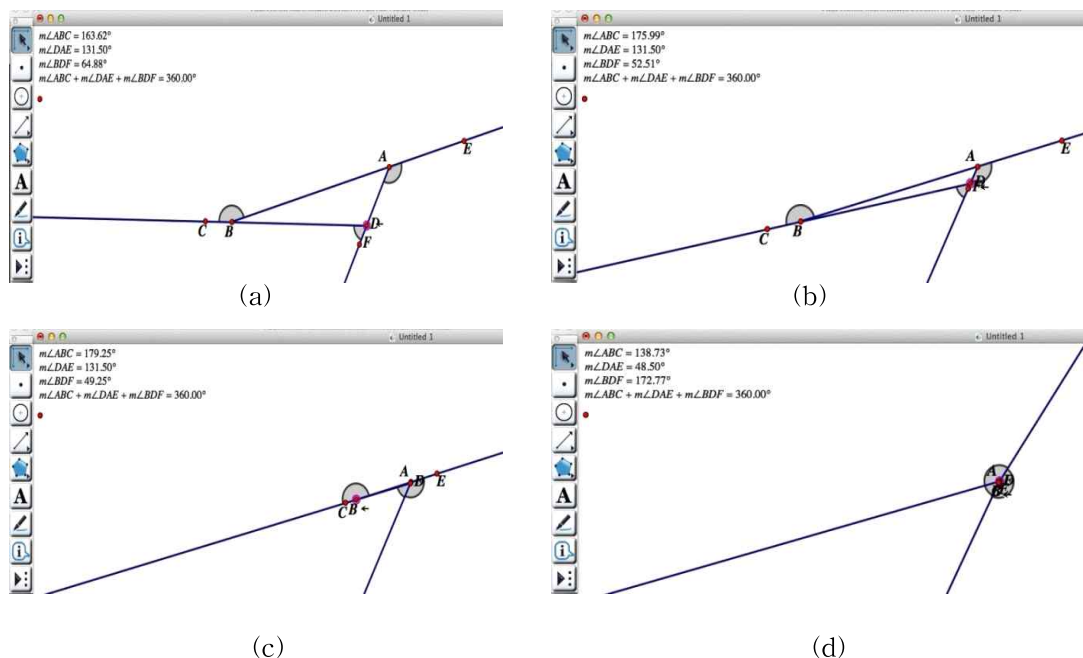 Untitled 1
m∠ABC = 163.62°
m∠DAE = 131.50°
m∠BDF = 64.88°
m∠ABC + m∠DAE + m∠BDF = 360.00°
A
E
C
B
D
F
A
(a)
Untitled 1
m∠ABC = 175.99°
m∠DAE = 131.50°
m∠BDF = 52.51°
m∠ABC + m∠DAE + m∠BDF = 360.00°
A
E
D
F
C
B
A
(b)
Untitled 1
m∠ABC = 179.25°
m∠DAE = 131.50°
m∠BDF = 49.25°
m∠ABC + m∠DAE + m∠BDF = 360.00°
A
D
E
C
B
A
(c)
Untitled 1
m∠ABC = 138.73°
m∠DAE = 48.50°
m∠BDF = 172.77°
m∠ABC + m∠DAE + m∠BDF = 360.00°
A
D
A
(d)